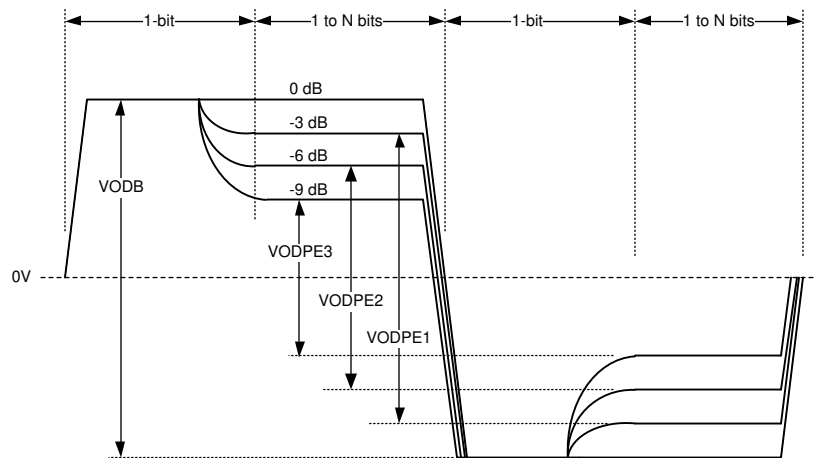 1-bit
1 to N bits
1-bit
1 to N bits
0 dB
-3 dB
-6 dB
VODB
-9 dB
VODPE3
0V
VODPE2
VODPE1